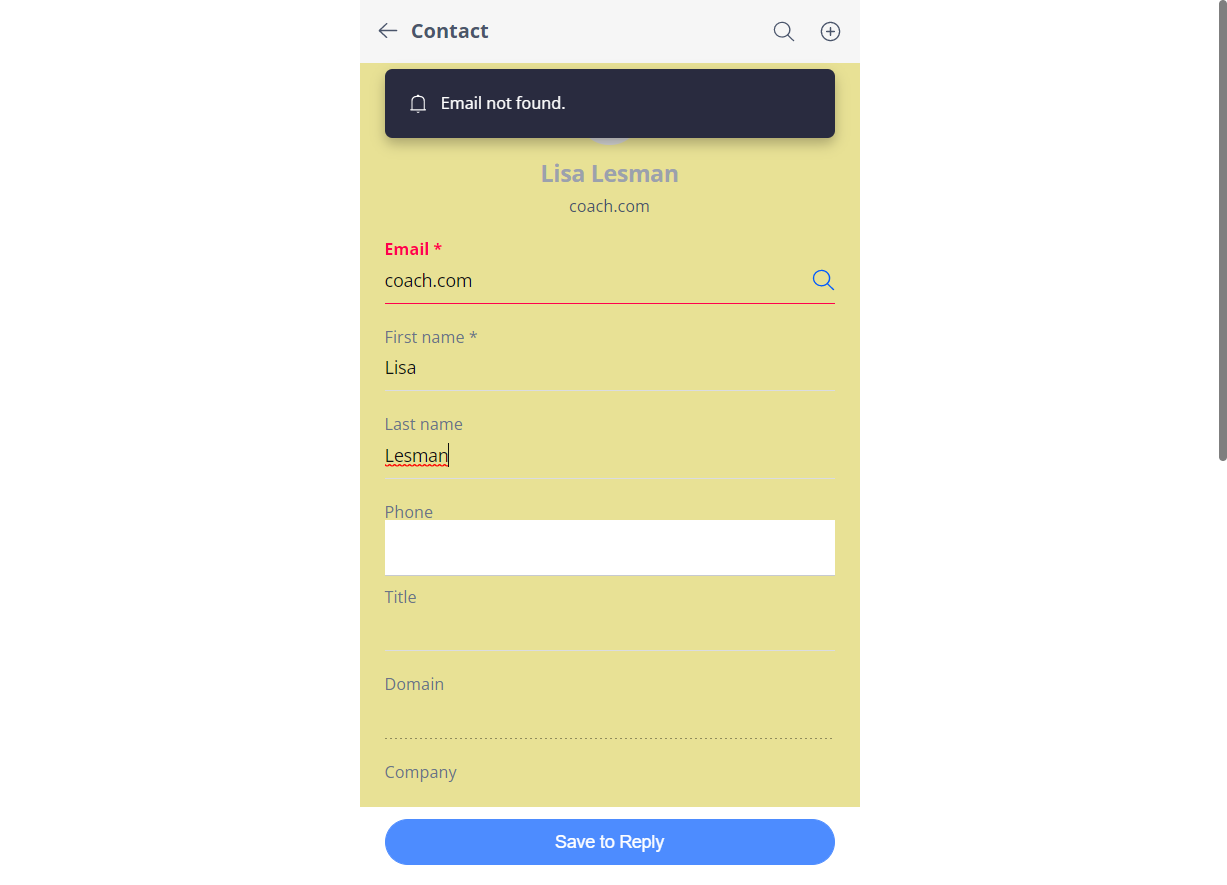 Contact
Email not found.
Lisa Lesman
coach.com
Email *
coach.com
First name *
Lisa
Last name
Lesman
Phone
Title
Domain
Company
Save to Reply